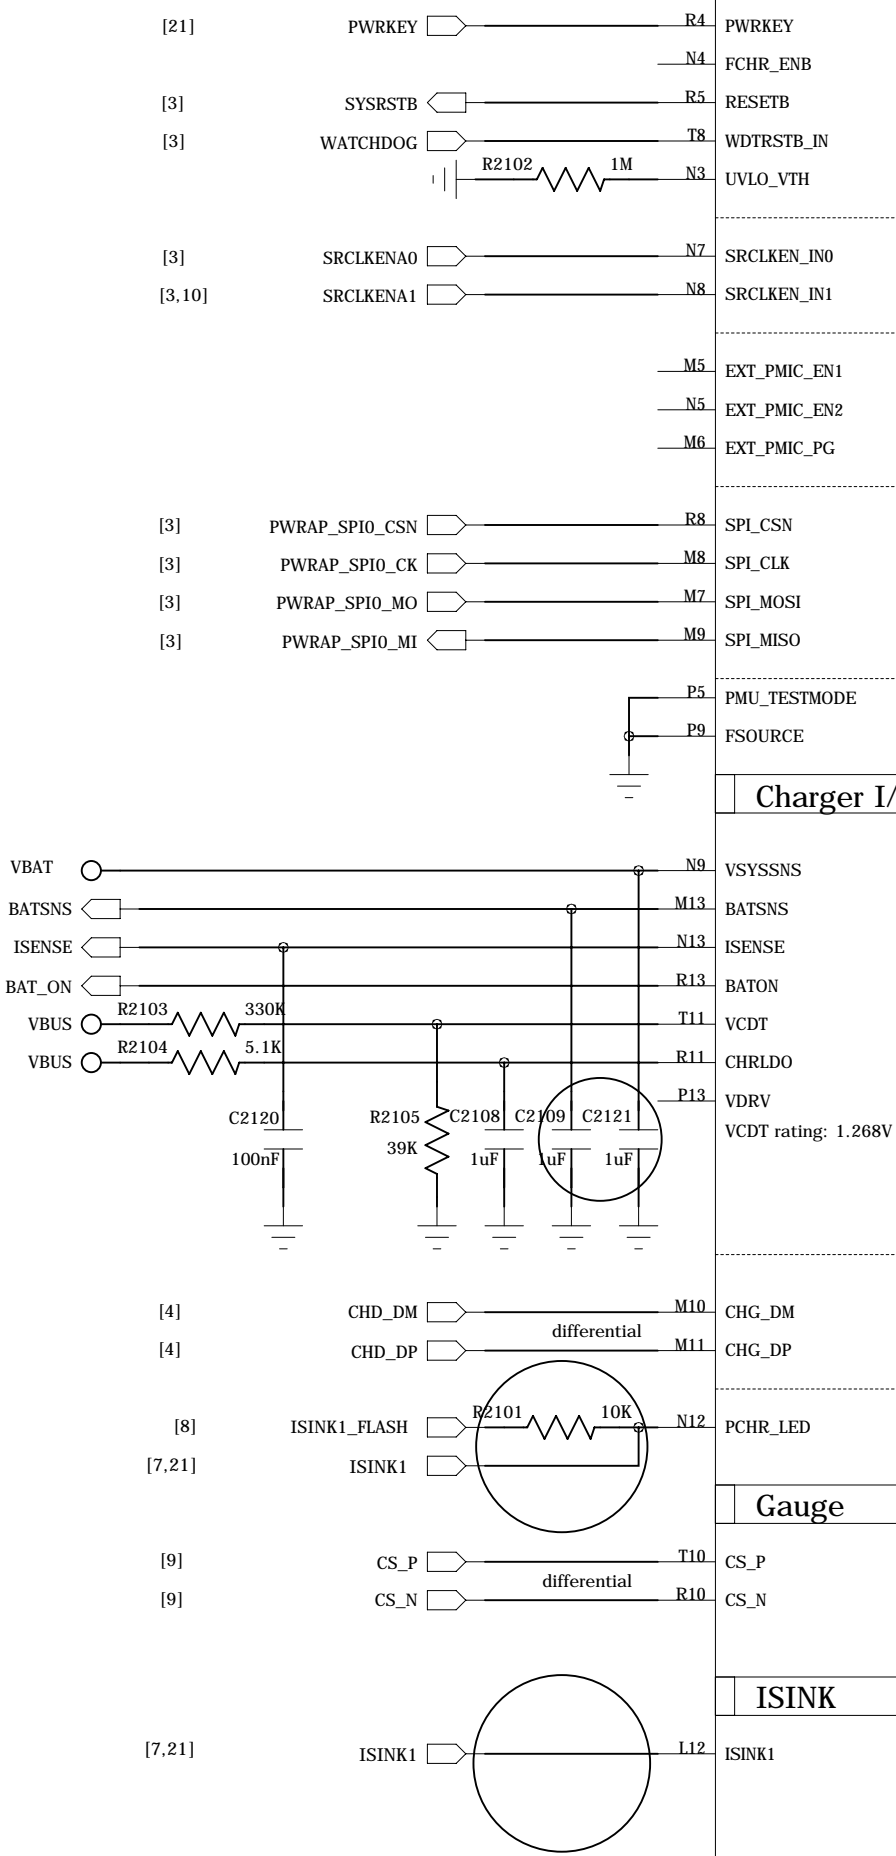 [21] PWRKEY R4 PWRKEY
N4 FCHR_ENB
[3] SYSRSTB R5 RESETB
[3] WATCHDOG T8 WDTRSTB_IN
R2102 1M N3 UVLO_VTH
[3] SRCLKENA0 N7 SRCLKEN_IN0
[3,10] SRCLKENA1 N8 SRCLKEN_IN1
M5 EXT_PMIC_EN1
N5 EXT_PMIC_EN2
M6 EXT_PMIC_PG
[3] PWRAP_SPI0_CSN R8 SPI_CSN
[3] PWRAP_SPI0_CK M8 SPI_CLK
[3] PWRAP_SPI0_MO M7 SPI_MOSI
[3] PWRAP_SPI0_MI M9 SPI_MISO
P5 PMU_TESTMODE
P9 FSOURCE
Charger I/
VBAT N9 VSYSSNS
BATSNS M13 BATSNS
ISENSE N13 ISENSE
BAT_ON R13 BATON
VBUS R2103 330K T11 VCDT
VBUS R2104 5.1K R11 CHRLDO
P13 VDRV
C2120 R2105 C2108 C2109 C2121 VCDT rating: 1.268V
100nF 39K 1uF 1uF 1uF
[4] CHD_DM M10 CHG_DM
differential
[4] CHD_DP M11 CHG_DP
[8] ISINK1_FLASH R2101 10K N12 PCHR_LED
[7,21] ISINK1
Gauge
[9] CS_P T10 CS_P
differential
[9] CS_N R10 CS_N
ISINK
[7,21] ISINK1 L12 ISINK1